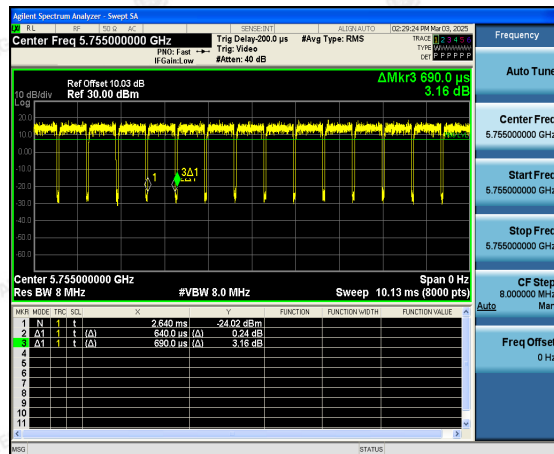 Agilent Spectrum Analyzer - Swept SA
RL RF 50 Ω AC SENSE:INT ALIGNAUTO 02:29:24 PM Mar 03, 2025
Center Freq 5.755000000 GHz
PNO: Fast
IFGain:Low
Trig Delay-200.0 µs
Trig: Video
#Atten: 40 dB
#Avg Type: RMS
TRACE 1 2 3 4 5 6
TYPE
DET P P P P P P
Ref Offset 10.03 dB
Ref 30.00 dBm
10 dB/div
Log
ΔMkr3 690.0 µs
3.16 dB
20.0
10.0
0.00
-10.0
-20.0
-30.0
-40.0
-50.0
-60.0
1
3Δ1
Center 5.755000000 GHz
Span 0 Hz
Res BW 8 MHz
#VBW 8.0 MHz
Sweep 10.13 ms (8000 pts)
MKR MODE TRC SCL X Y FUNCTION FUNCTION WIDTH FUNCTION VALUE
1 N 1 t 2.640 ms -24.02 dBm
2 Δ1 1 t (Δ) 640.0 µs (Δ) 0.24 dB
3 Δ1 1 t (Δ) 690.0 µs (Δ) 3.16 dB
4
5
6
7
8
9
10
11
MSG
STATUS
Frequency
Auto Tune
Center Freq
5.755000000 GHz
Start Freq
5.755000000 GHz
Stop Freq
5.755000000 GHz
CF Step
8.000000 MHz
Auto Man
Freq Offset
0 Hz